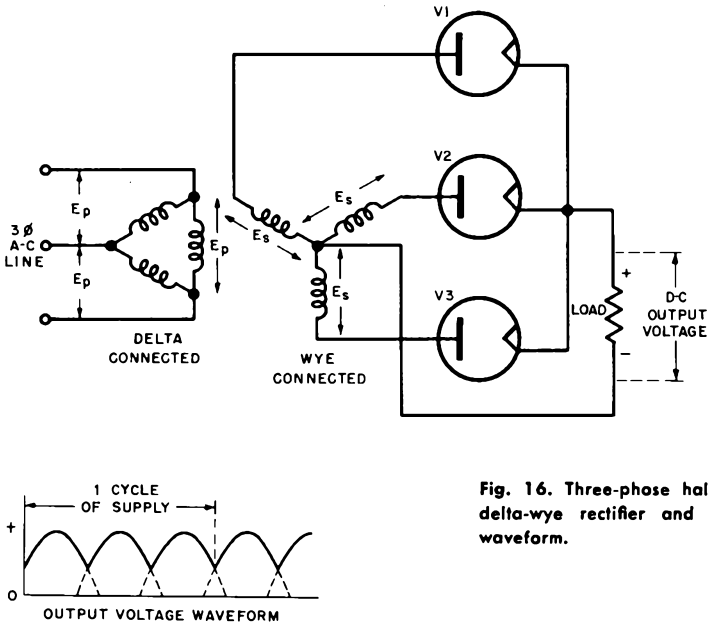 V1
V2
V3
3Ø
A-C
LINE
Ep
Ep
Ep
Es
Es
Es
DELTA
CONNECTED
WYE
CONNECTED
LOAD
+
−
D-C
OUTPUT
VOLTAGE
1 CYCLE
OF SUPPLY
+
0
OUTPUT VOLTAGE WAVEFORM
Fig. 16. Three-phase hal
delta-wye rectifier and
waveform.